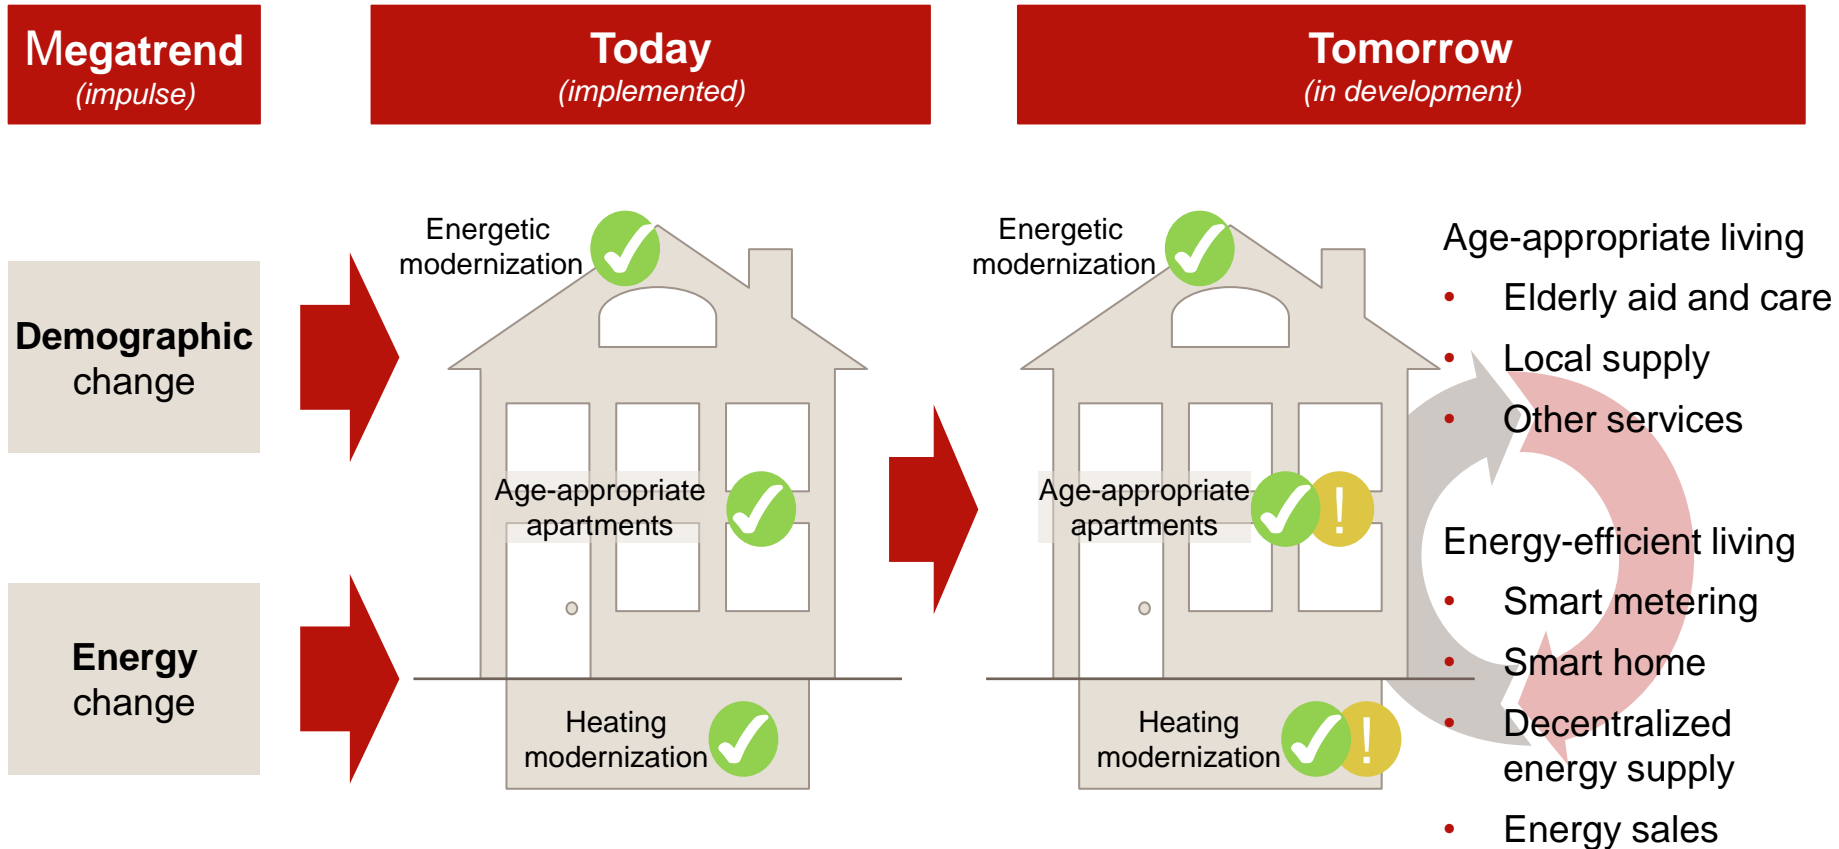 Megatrend
(impulse)
Today
(implemented)
Tomorrow
(in development)
Demographic
change
Energy
change
Energetic
modernization
Age-appropriate
apartments
Heating
modernization
Energetic
modernization
Age-appropriate
apartments
!
Heating
modernization
!
Age-appropriate living
• Elderly aid and care
• Local supply
• Other services
Energy-efficient living
• Smart metering
• Smart home
• Decentralized
energy supply
• Energy sales